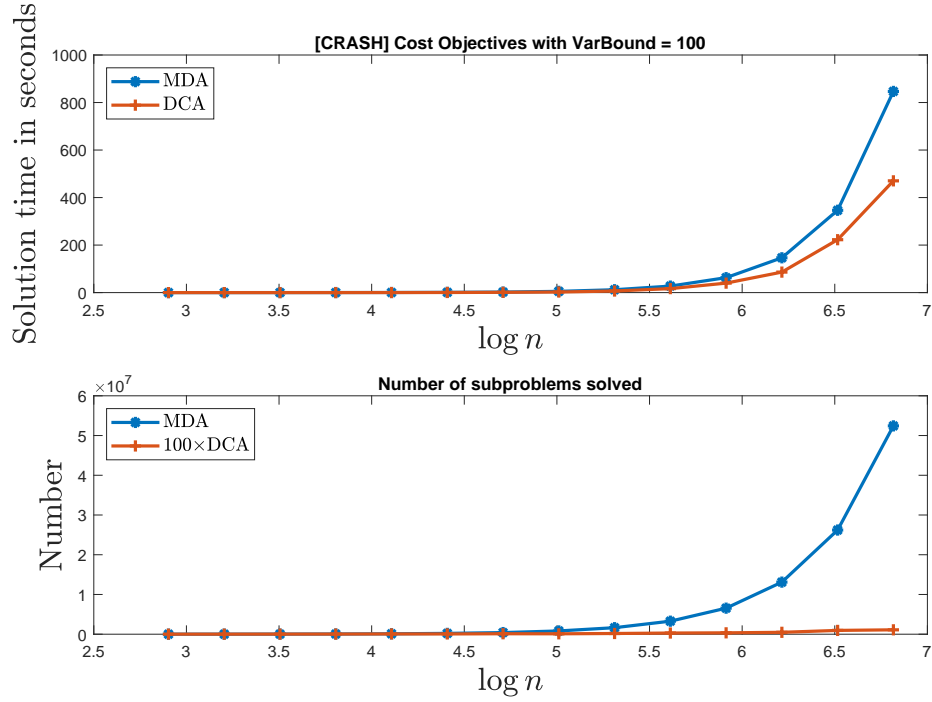 [CRASH] Cost Objectives with VarBound = 100
Solution time in seconds
1000
800
600
400
200
0
MDA
DCA
2.5 3 3.5 4 4.5 5 5.5 6 6.5 7
log n
Number of subproblems solved
×10⁷
Number
6
5
4
3
2
1
0
MDA
100×DCA
2.5 3 3.5 4 4.5 5 5.5 6 6.5 7
log n